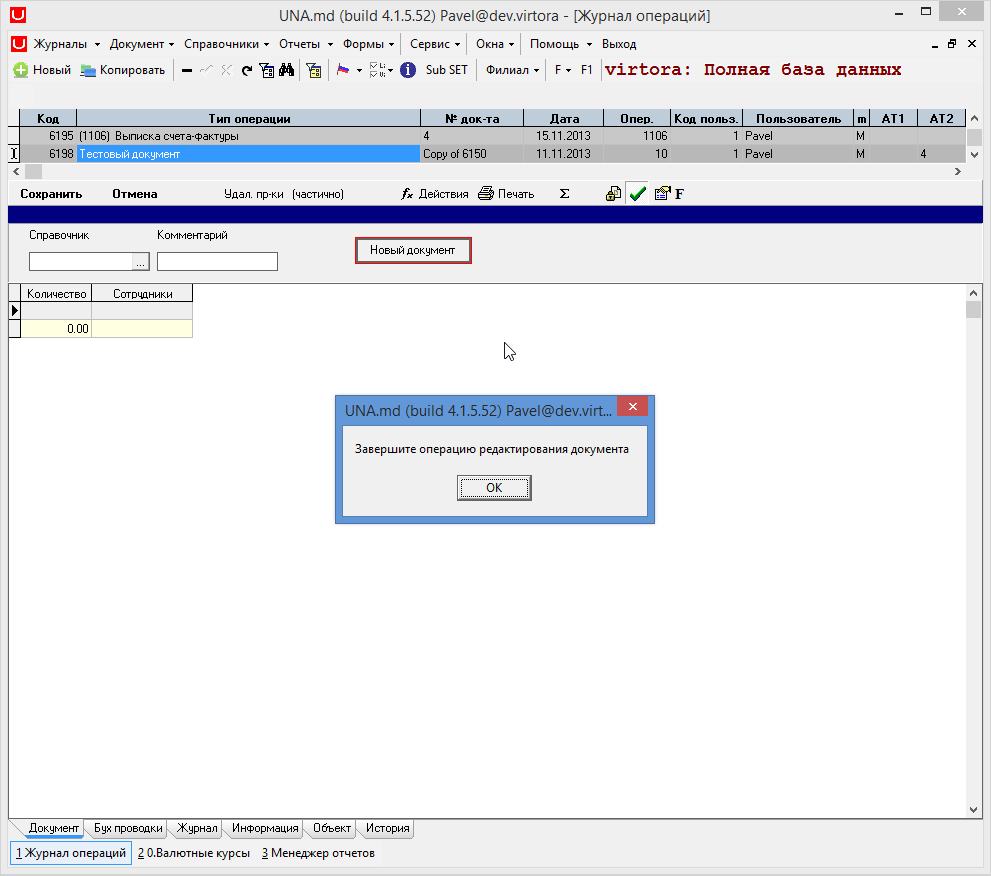 UNA.md (build 4.1.5.52) Pavel@dev.virtora - [Журнал операций]
Журналы Документ Справочники Отчеты Формы Сервис Окна Помощь Выход
Новый Копировать Sub SET Филиал F F1 virtora: Полная база данных
Код Тип операции № док-та Дата Опер. Код польз. Пользователь m AT1 AT2
6195 (1106) Выписка счета-фактуры 4 15.11.2013 1106 1 Pavel M
6198 Тестовый документ Copy of 6150 11.11.2013 10 1 Pavel M 4
Сохранить Отмена Удал. пр-ки (частично) fx Действия Печать Σ F
Справочник Комментарий
Новый документ
...
Количество Сотрудники
0.00
UNA.md (build 4.1.5.52) Pavel@dev.virt...
Завершите операцию редактирования документа
OK
Документ Бух проводки Журнал Информация Объект История
1 Журнал операций 2 0.Валютные курсы 3 Менеджер отчетов